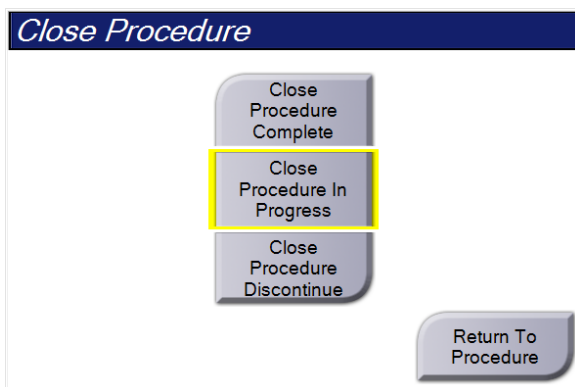 Close Procedure
Close
Procedure
Complete
Close
Procedure In
Progress
Close
Procedure
Discontinue
Return To
Procedure